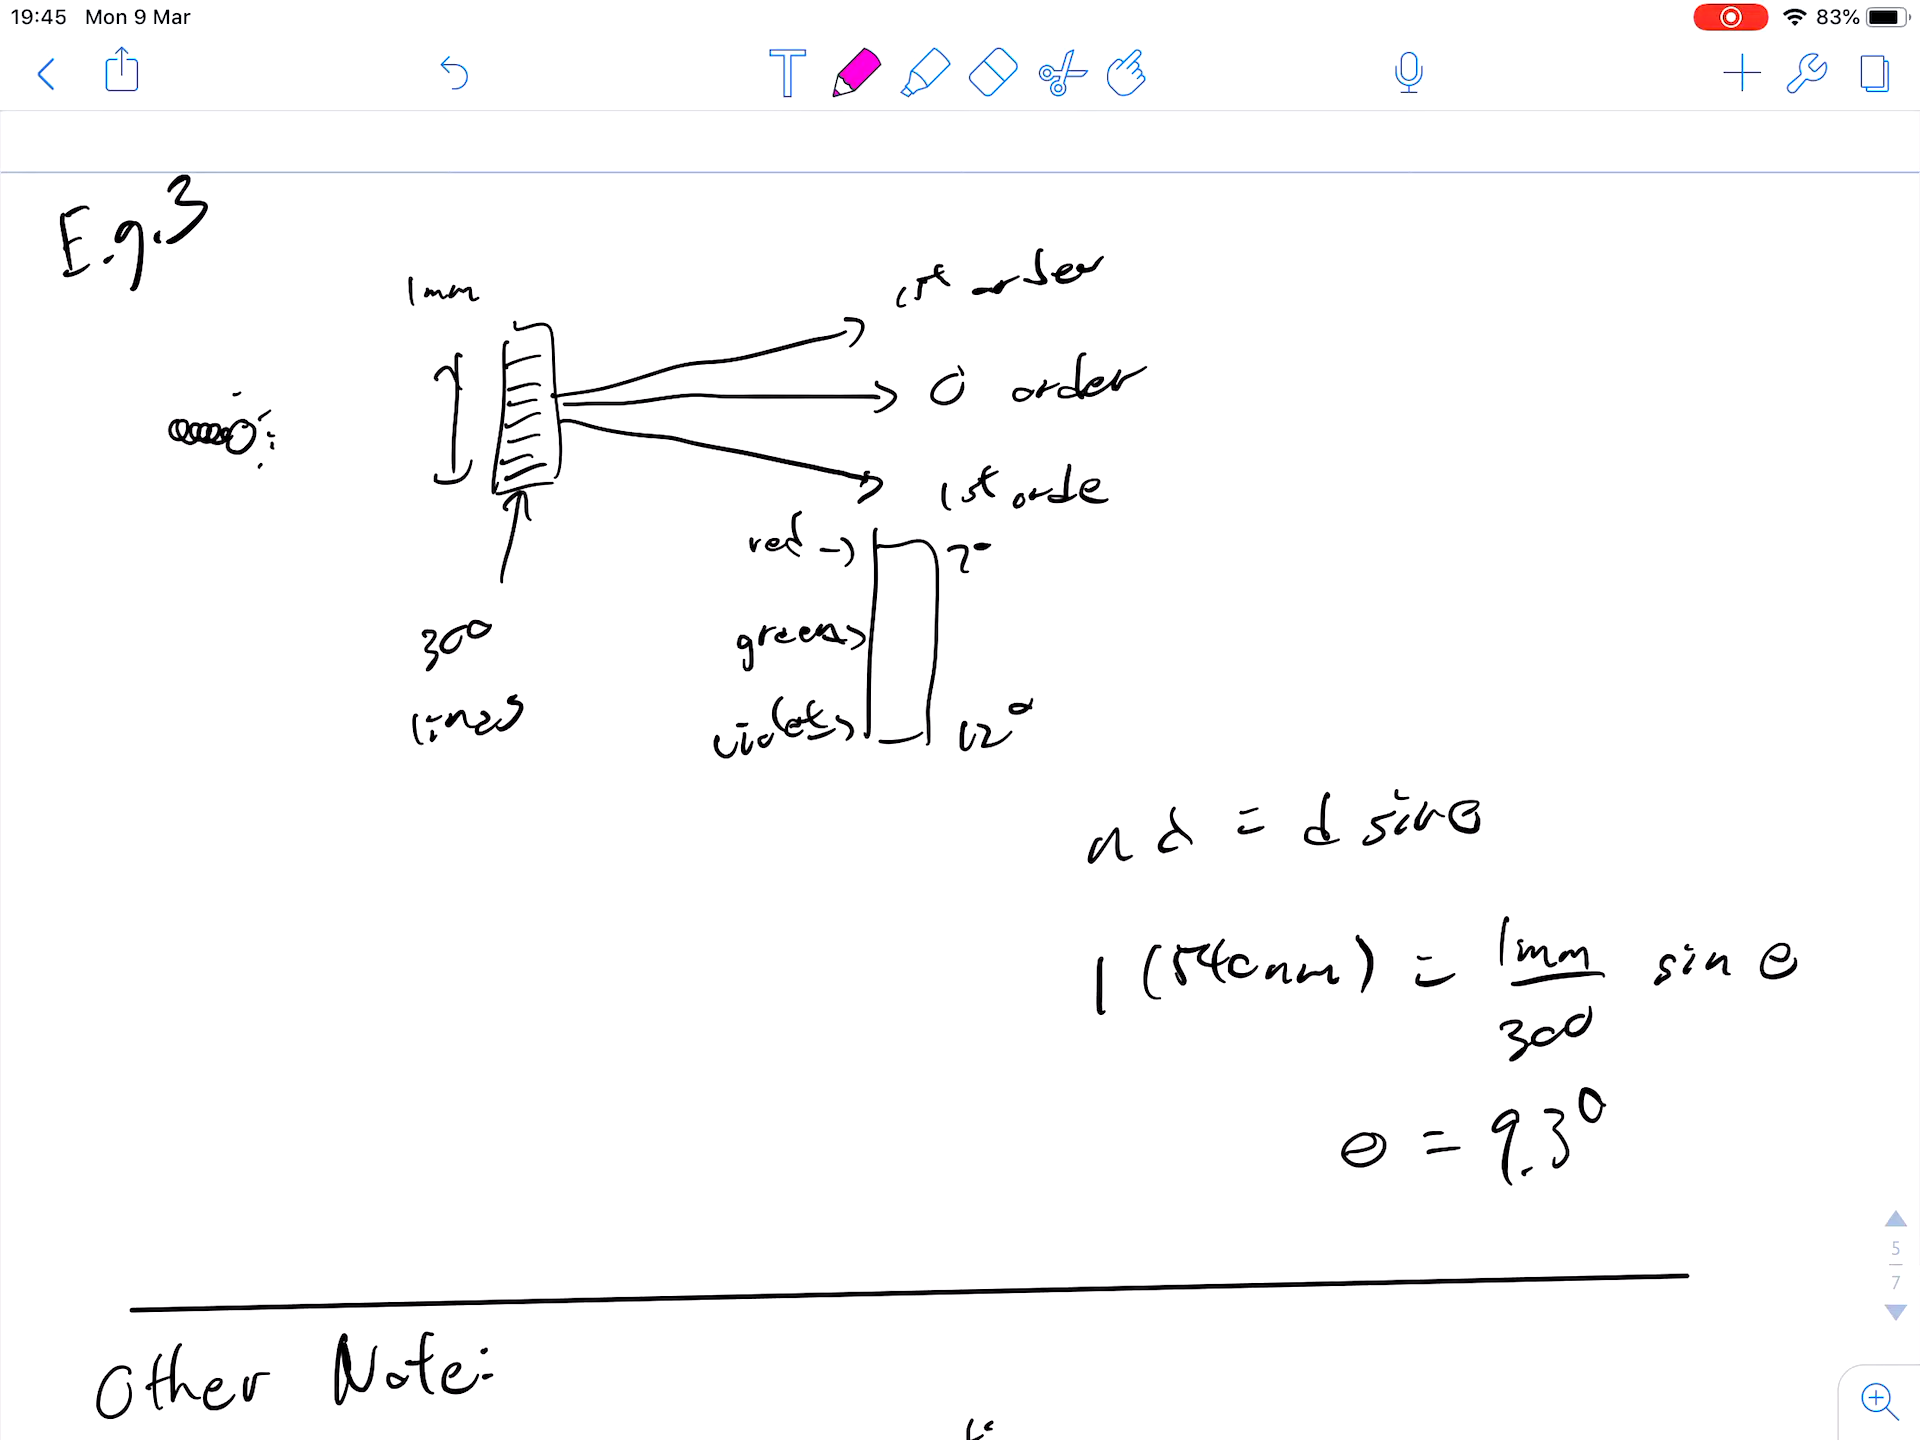 19:45 Mon 9 Mar
83%
T
E.g.3
1mm
1st order
0 order
1st orde
red → 7°
300
green→
lines
violet→ 12°
nλ = d sinθ
1 (540nm) = 1mm/300 sin θ
θ = 9.3°
5
7
Other Note: